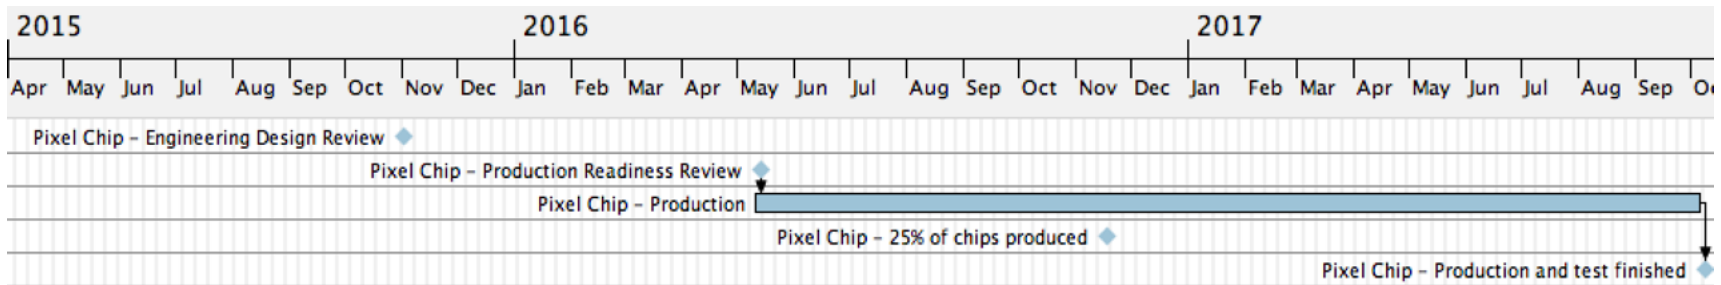 2015 2016 2017
Apr May Jun Jul Aug Sep Oct Nov Dec Jan Feb Mar Apr May Jun Jul Aug Sep Oct Nov Dec Jan Feb Mar Apr May Jun Jul Aug Sep
Pixel Chip – Engineering Design Review
Pixel Chip – Production Readiness Review
Pixel Chip – Production
Pixel Chip – 25% of chips produced
Pixel Chip – Production and test finished